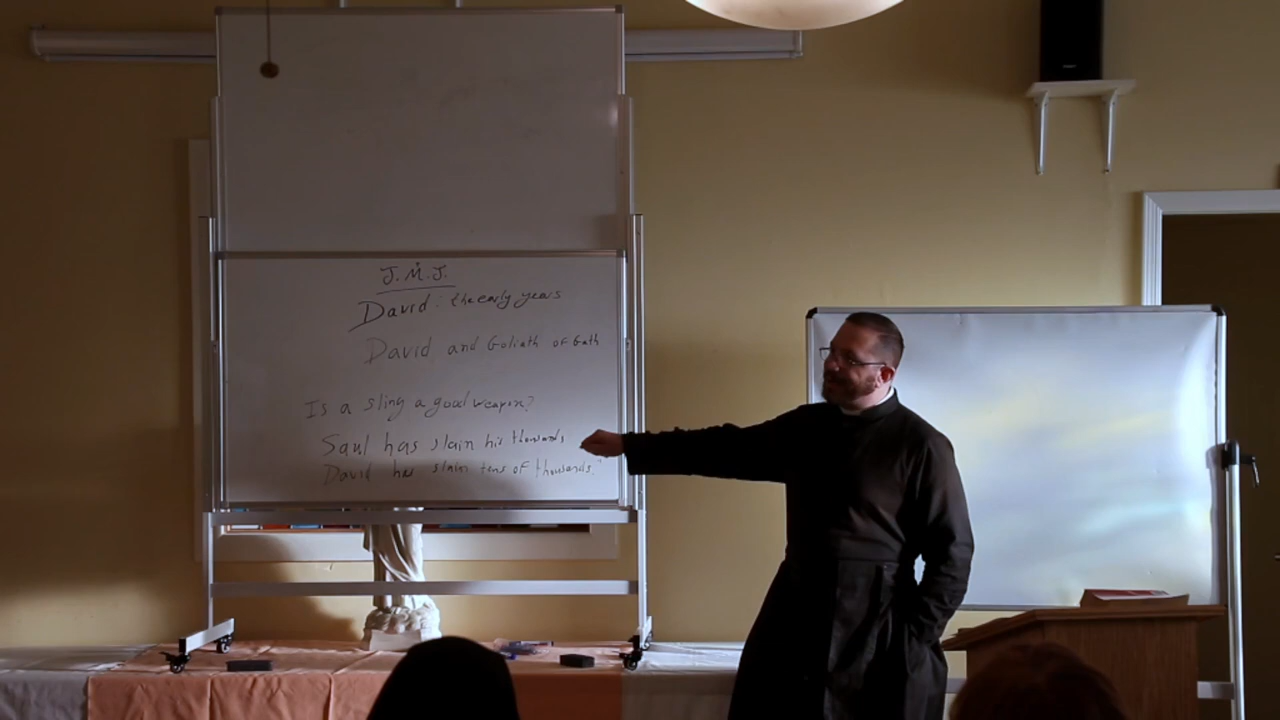 J.M.J.
David: the early years
David and Goliath of Gath
Is a sling a good weapon?
Saul has slain his thousands
David has slain tens of thousands."